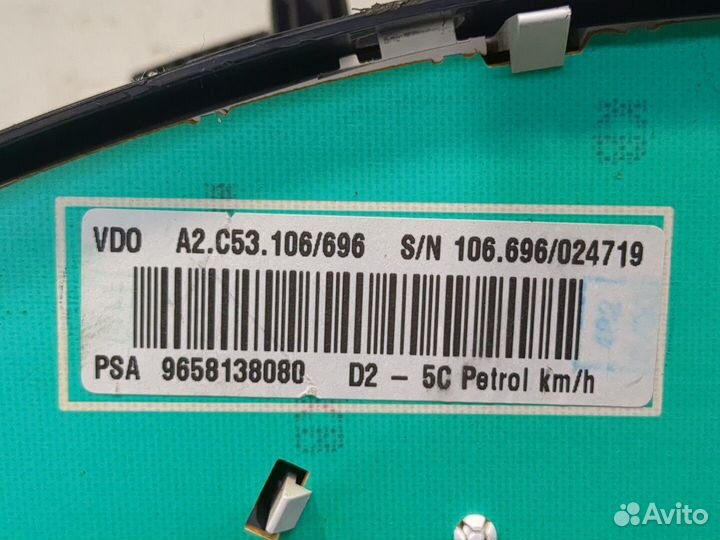 VDO A2.C53.106/696 S/N 106.696/024719
PSA 9658138080 D2 - 5C Petrol km/h
Avito